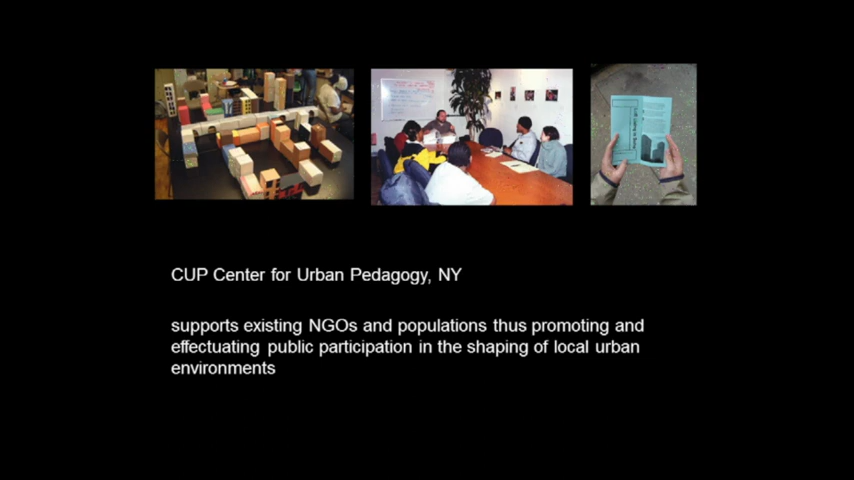 CUP Center for Urban Pedagogy, NY
supports existing NGOs and populations thus promoting and
effectuating public participation in the shaping of local urban
environments